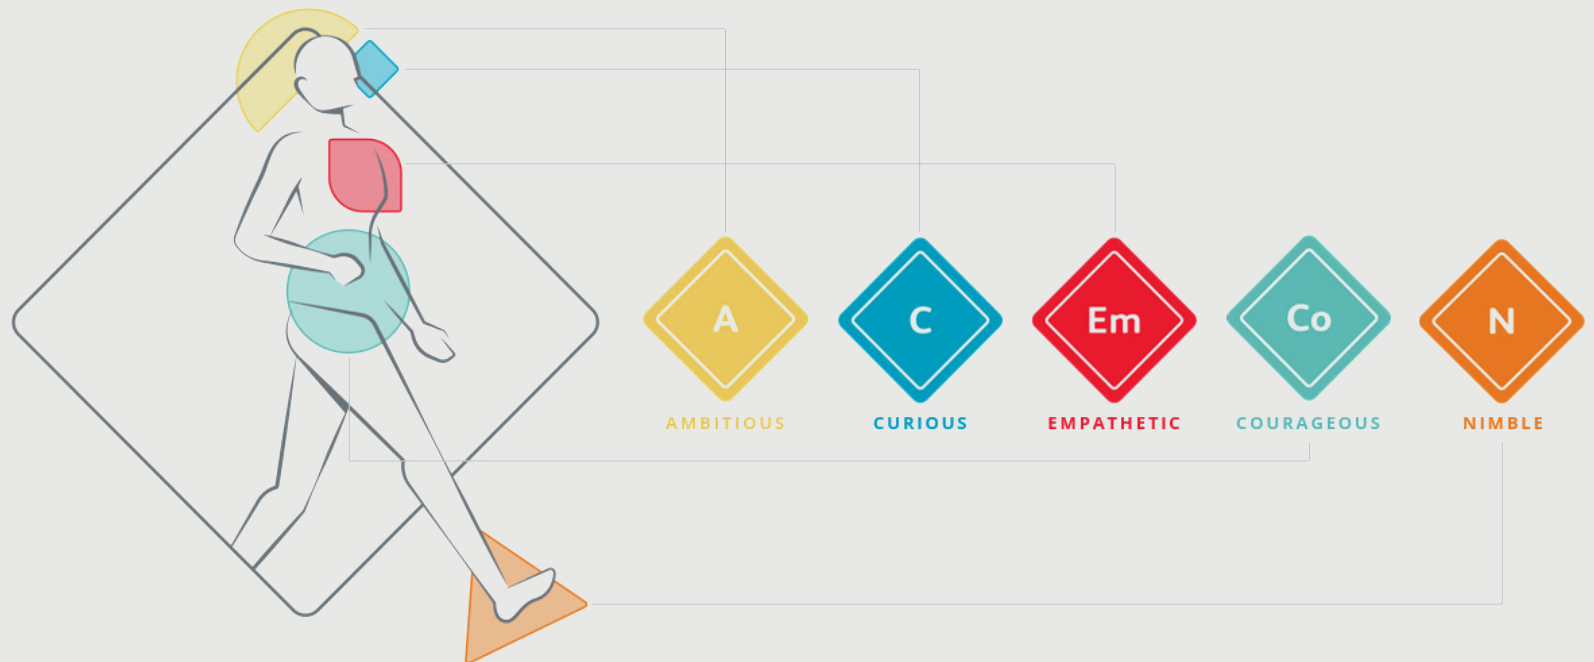 A
C
Em
Co
N
AMBITIOUS
CURIOUS
EMPATHETIC
COURAGEOUS
NIMBLE